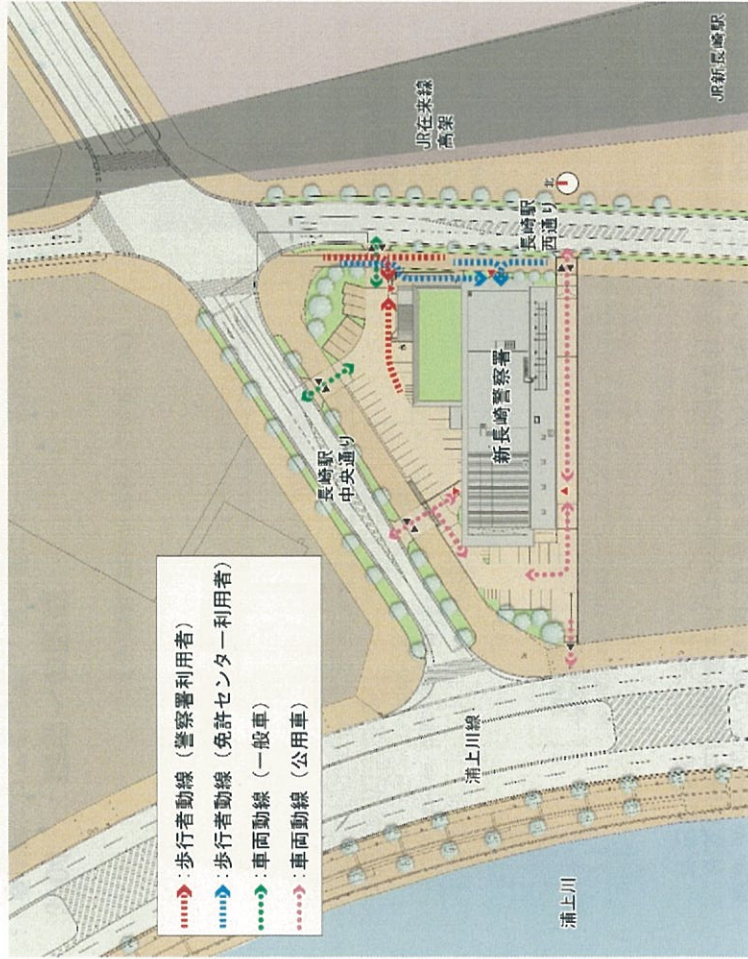 ：歩行者動線（警察署利用者）
：歩行者動線（免許センター利用者）
：車両動線（一般車）
：車両動線（公用車）
浦上川
浦上川線
長崎駅
中央通り
新長崎警察署
長崎駅
西通り
北
JR在来線
高架
JR新長崎駅